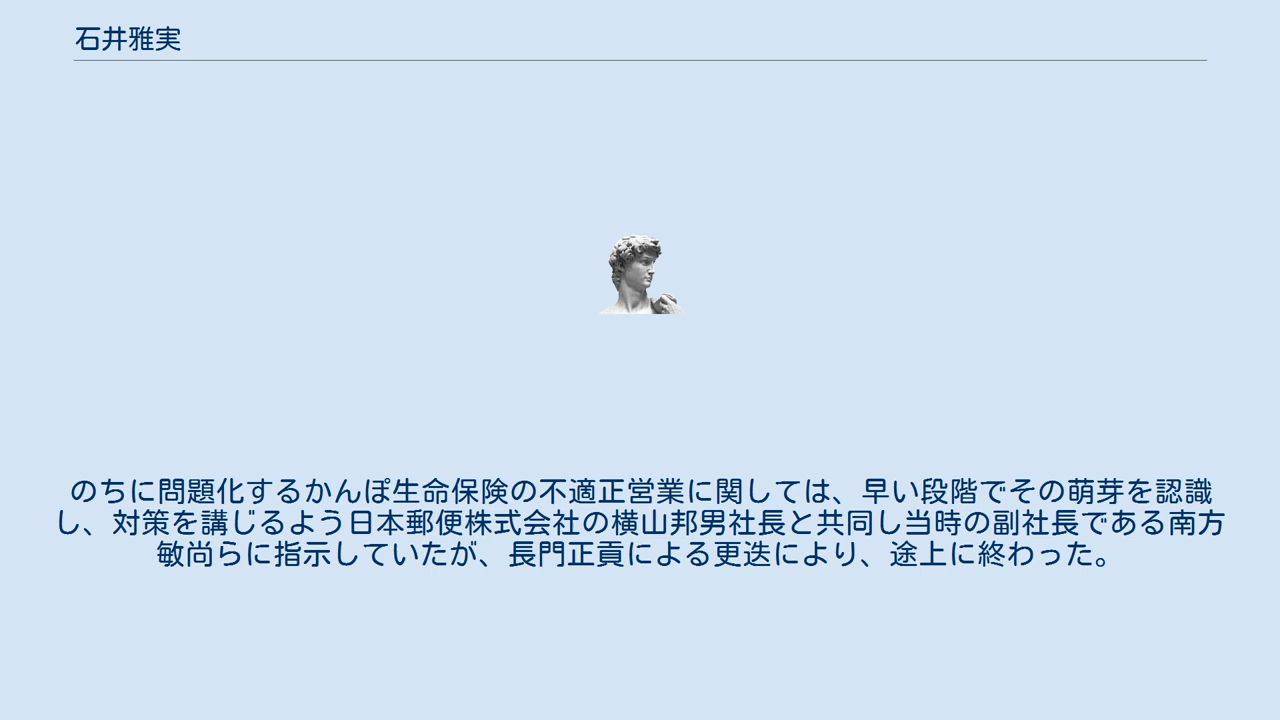 石井雅実
のちに問題化するかんぽ生命保険の不適正営業に関しては、早い段階でその萌芽を認識
し、対策を講じるよう日本郵便株式会社の横山邦男社長と共同し当時の副社長である南方
敏尚らに指示していたが、長門正貢による更迭により、途上に終わった。